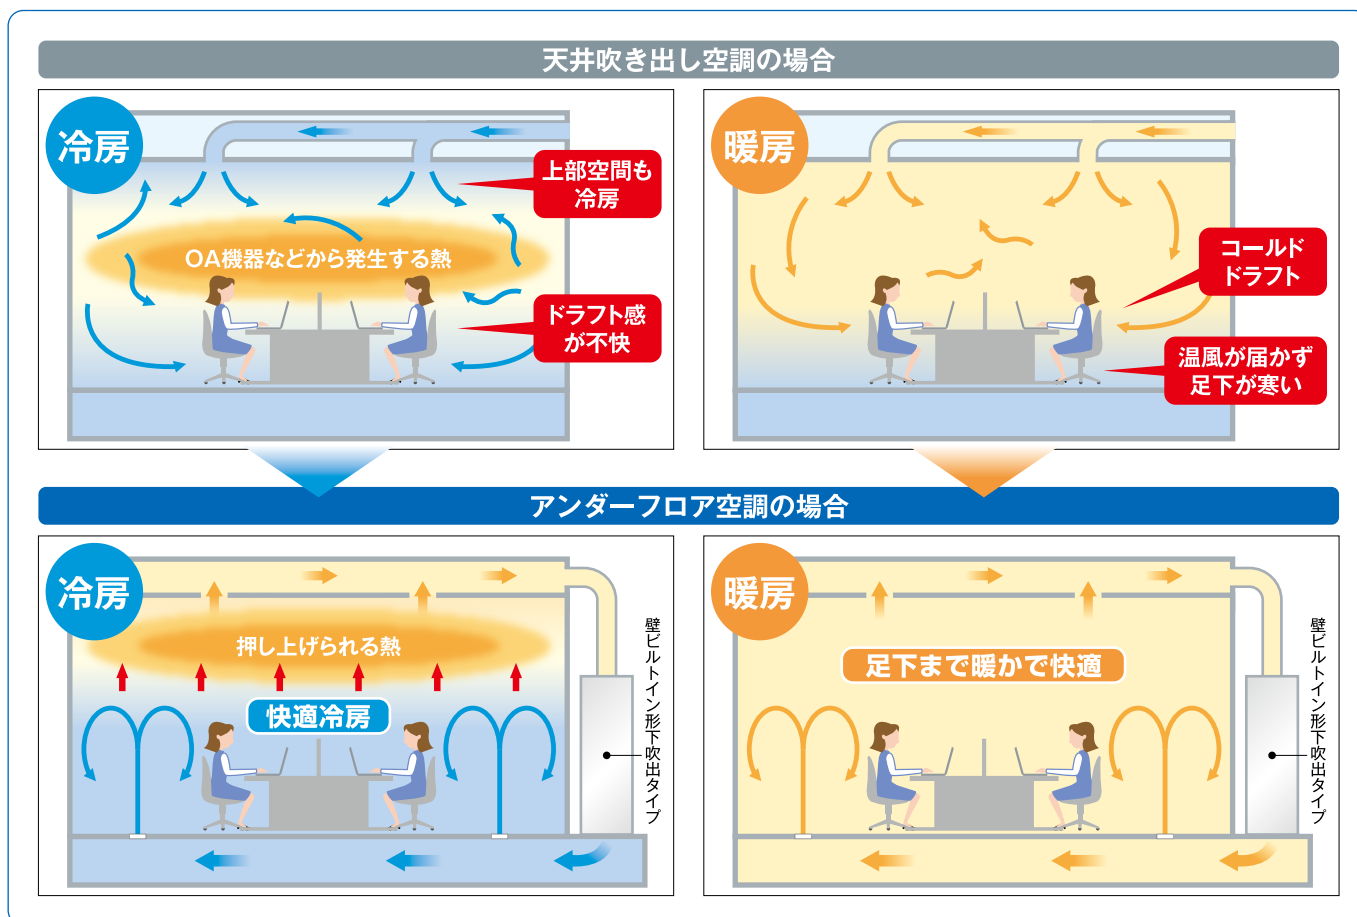 天井吹き出し空調の場合
冷房
上部空間も
冷房
OA機器などから発生する熱
ドラフト感
が不快
暖房
コールド
ドラフト
温風が届かず
足下が寒い
アンダーフロア空調の場合
冷房
押し上げられる熱
快適冷房
壁ビルトイン形下吹出タイプ
暖房
足下まで暖かで快適
壁ビルトイン形下吹出タイプ